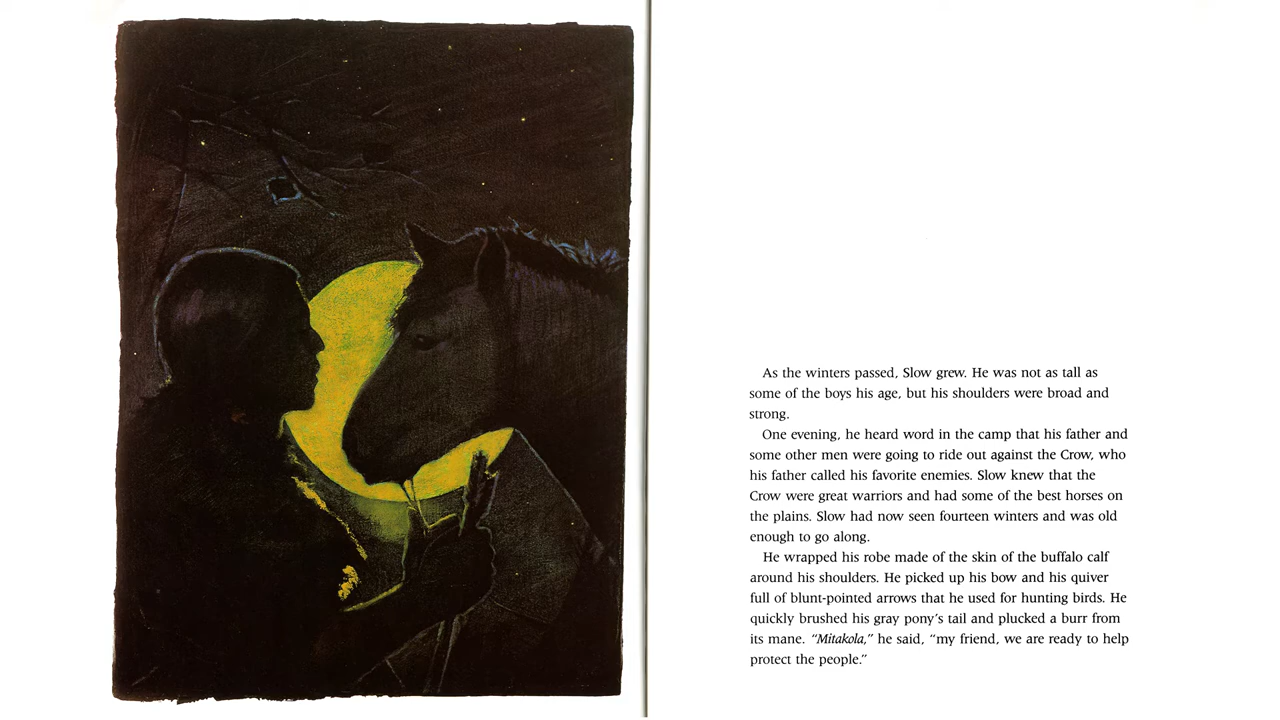 As the winters passed, Slow grew. He was not as tall as
some of the boys his age, but his shoulders were broad and
strong.
One evening, he heard word in the camp that his father and
some other men were going to ride out against the Crow, who
his father called his favorite enemies. Slow knew that the
Crow were great warriors and had some of the best horses on
the plains. Slow had now seen fourteen winters and was old
enough to go along.
He wrapped his robe made of the skin of the buffalo calf
around his shoulders. He picked up his bow and his quiver
full of blunt-pointed arrows that he used for hunting birds. He
quickly brushed his gray pony’s tail and plucked a burr from
its mane. “Mitakola,” he said, “my friend, we are ready to help
protect the people.”